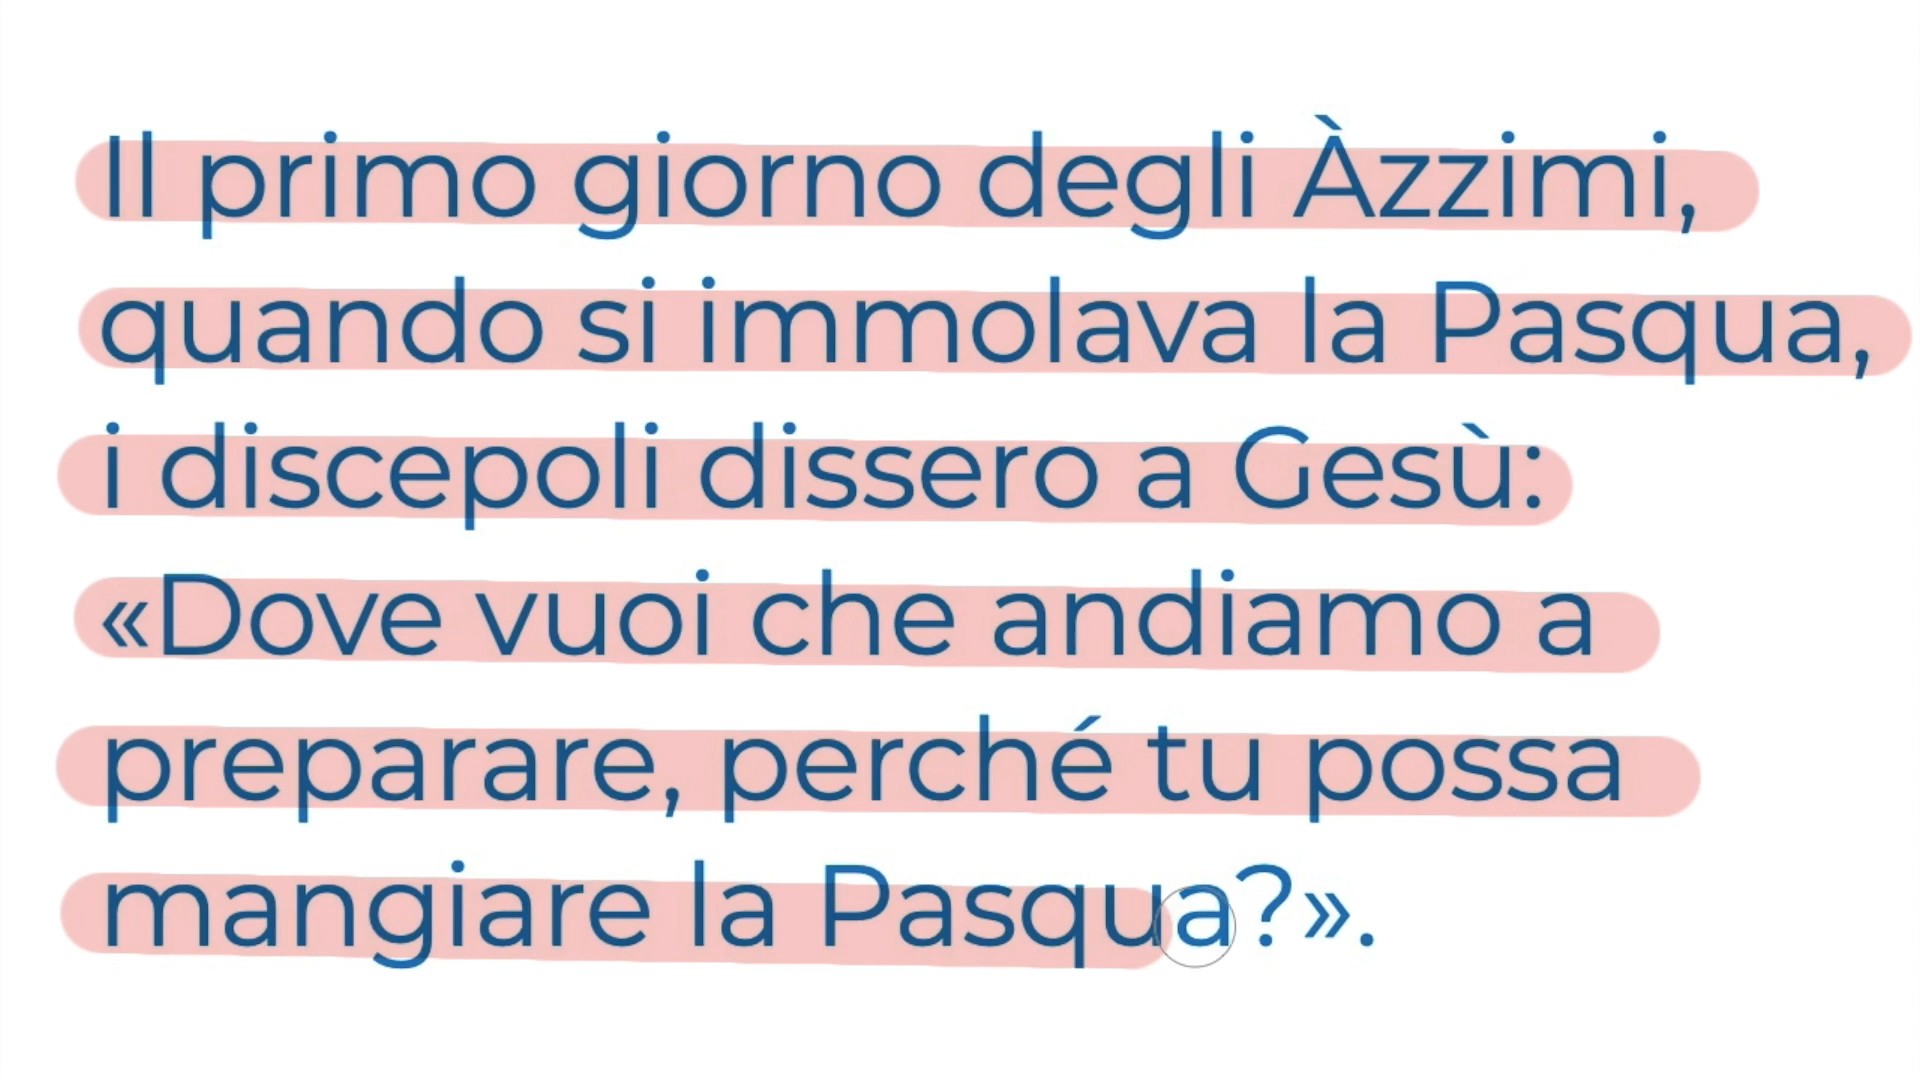 Il primo giorno degli Àzzimi,
quando si immolava la Pasqua,
i discepoli dissero a Gesù:
«Dove vuoi che andiamo a
preparare, perché tu possa
mangiare la Pasqua?».